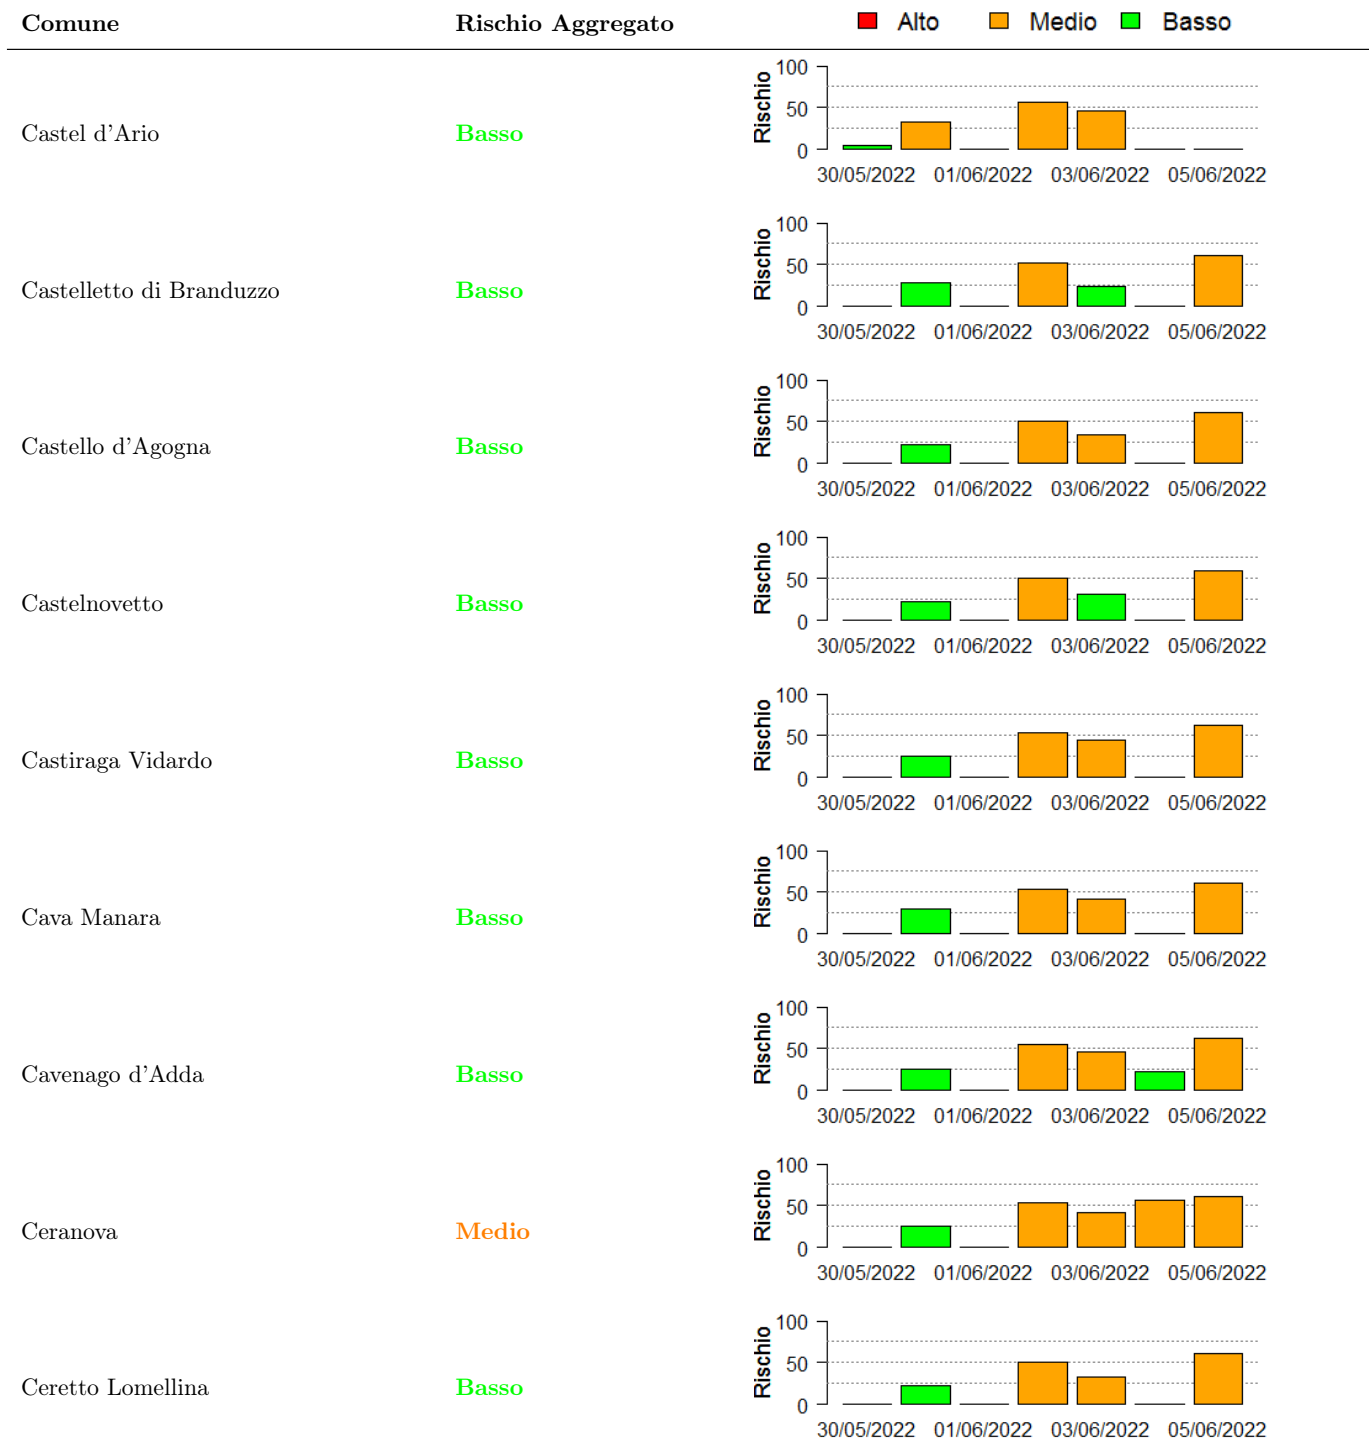 Comune Rischio Aggregato Alto Medio Basso
100
50
0
Rischio
Castel d'Ario Basso
30/05/2022 01/06/2022 03/06/2022 05/06/2022
100
50
0
Rischio
Castelletto di Branduzzo Basso
30/05/2022 01/06/2022 03/06/2022 05/06/2022
100
50
0
Rischio
Castello d'Agogna Basso
30/05/2022 01/06/2022 03/06/2022 05/06/2022
100
50
0
Rischio
Castelnovetto Basso
30/05/2022 01/06/2022 03/06/2022 05/06/2022
100
50
0
Rischio
Castiraga Vidardo Basso
30/05/2022 01/06/2022 03/06/2022 05/06/2022
100
50
0
Rischio
Cava Manara Basso
30/05/2022 01/06/2022 03/06/2022 05/06/2022
100
50
0
Rischio
Cavenago d'Adda Basso
30/05/2022 01/06/2022 03/06/2022 05/06/2022
100
50
0
Rischio
Ceranova Medio
30/05/2022 01/06/2022 03/06/2022 05/06/2022
100
50
0
Rischio
Ceretto Lomellina Basso
30/05/2022 01/06/2022 03/06/2022 05/06/2022